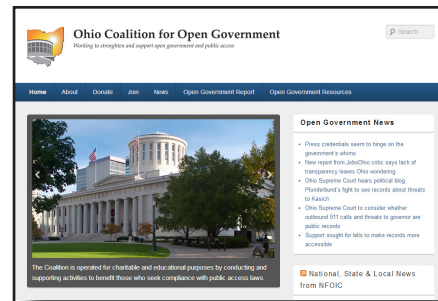 Ohio Coalition for Open Government
Working to strengthen and support open government and public access
Search
Home About Donate Join News Open Government Report Open Government Resources
Open Government News
Press credentials seem to hinge on the
government's whims
New report from JobsOhio critic says lack of
transparency leaves Ohio wondering
Ohio Supreme Court hears political blog
Plunderbund's fight to see records about threats
to Kasich
Ohio Supreme Court to consider whether
outbound 911 calls and threats to governor are
public records
Support sought for bills to make records more
accessible
The Coalition is operated for charitable and educational purposes by conducting and
supporting activities to benefit those who seek compliance with public access laws.
National, State & Local News
from NFOIC